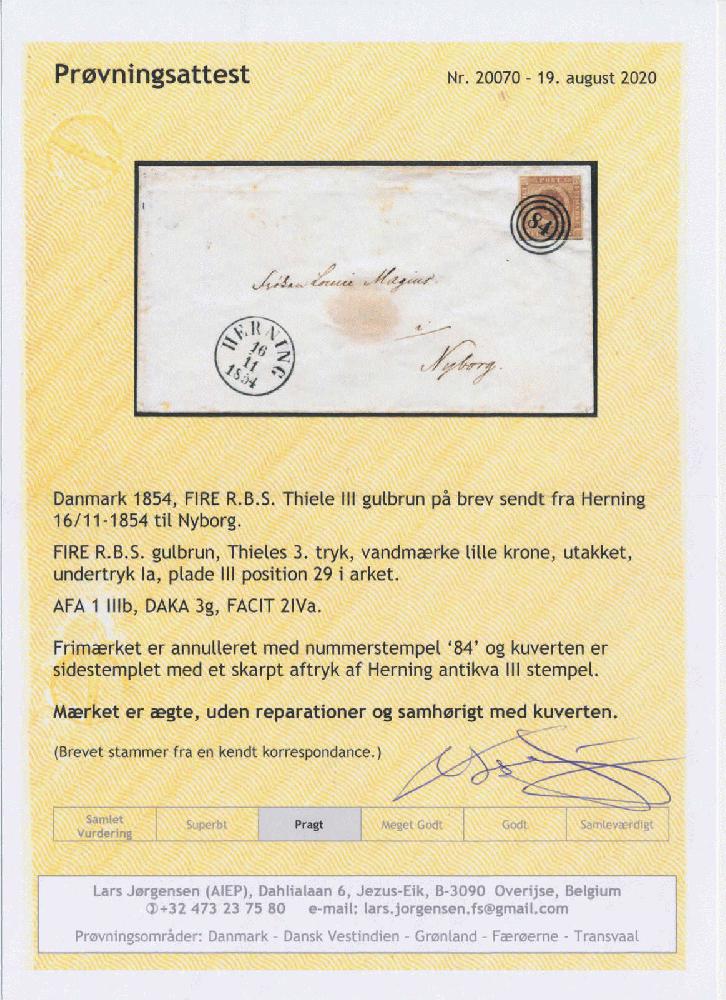 Prøvningsattest
Nr. 20070 - 19. august 2020
84
Louise Magius
i
Nyborg.
HERNING
16
11
1854
Danmark 1854, FIRE R.B.S. Thiele III gulbrun på brev sendt fra Herning
16/11-1854 til Nyborg.
FIRE R.B.S. gulbrun, Thieles 3. tryk, vandmærke lille krone, utakket,
undertryk Ia, plade III position 29 i arket.
AFA 1 IIIb, DAKA 3g, FACIT 2IVa.
Frimærket er annulleret med nummerstempel ‘84’ og kuverten er
sidestemplet med et skarpt aftryk af Herning antikva III stempel.
Mærket er ægte, uden reparationer og samhørigt med kuverten.
(Brevet stammer fra en kendt korrespondance.)
Samlet
Vurdering
Superbt
Pragt
Meget Godt
Godt
Samleværdigt
Lars Jørgensen (AIEP), Dahlialaan 6, Jezus-Eik, B-3090 Overijse, Belgium
✆+32 473 23 75 80 e-mail: lars.jorgensen.fs@gmail.com
Prøvningsområder: Danmark - Dansk Vestindien - Grønland - Færøerne - Transvaal